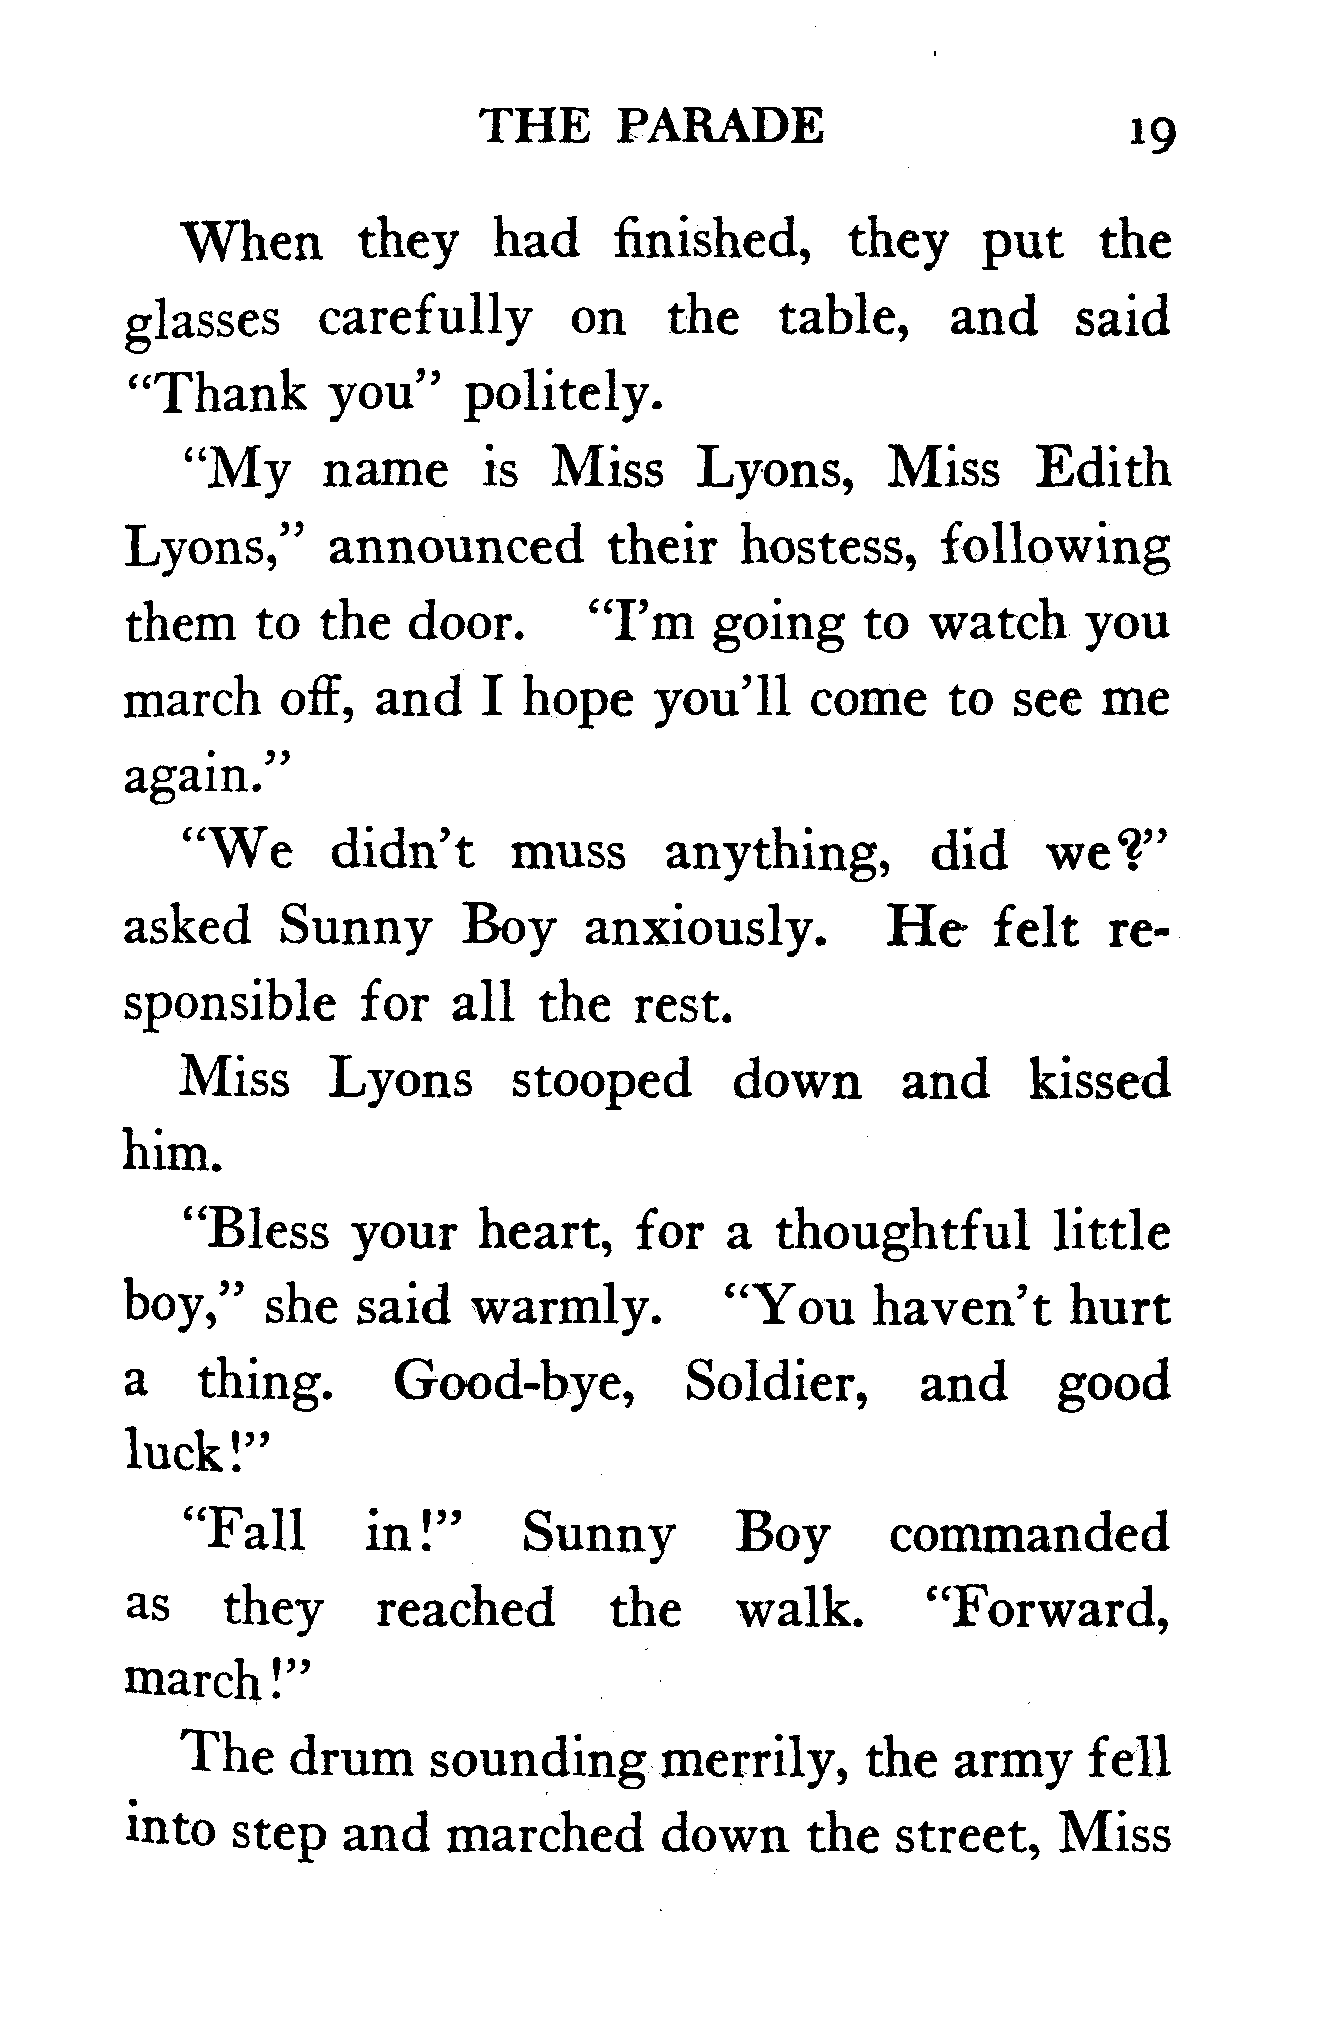 THE PARADE 19
When they had finished, they put the
glasses carefully on the table, and said
“Thank you” politely.
“My name is Miss Lyons, Miss Edith
Lyons,” announced their hostess, following
them to the door. “I’m going to watch you
march off, and I hope you’ll come to see me
again.”
“We didn’t muss anything, did we?”
asked Sunny Boy anxiously. He felt re-
sponsible for all the rest.
Miss Lyons stooped down and kissed
him.
“Bless your heart, for a thoughtful little
boy,” she said warmly. “You haven’t hurt
a thing. Good-bye, Soldier, and good
luck!”
“Fall in!” Sunny Boy commanded
as they reached the walk. “Forward,
march!”
The drum sounding merrily, the army fell
into step and marched down the street, Miss